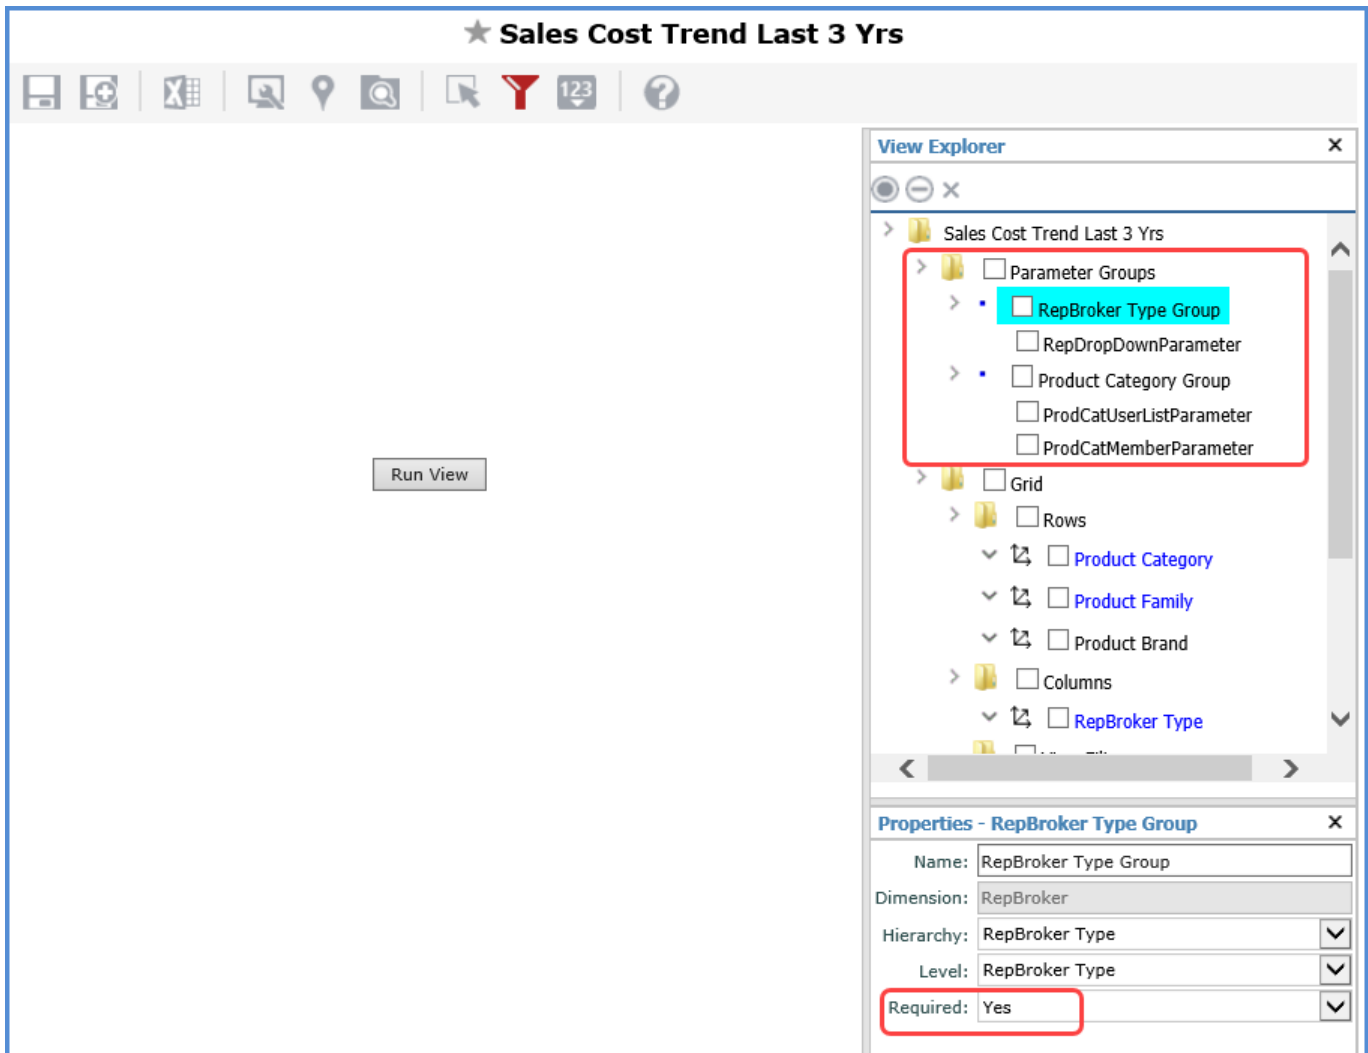 Sales Cost Trend Last 3 Yrs
123
View Explorer
Sales Cost Trend Last 3 Yrs
Parameter Groups
RepBroker Type Group
RepDropDownParameter
Product Category Group
ProdCatUserListParameter
ProdCatMemberParameter
Run View
Grid
Rows
Product Category
Product Family
Product Brand
Columns
RepBroker Type
Properties - RepBroker Type Group
Name: RepBroker Type Group
Dimension: RepBroker
Hierarchy: RepBroker Type
Level: RepBroker Type
Required: Yes